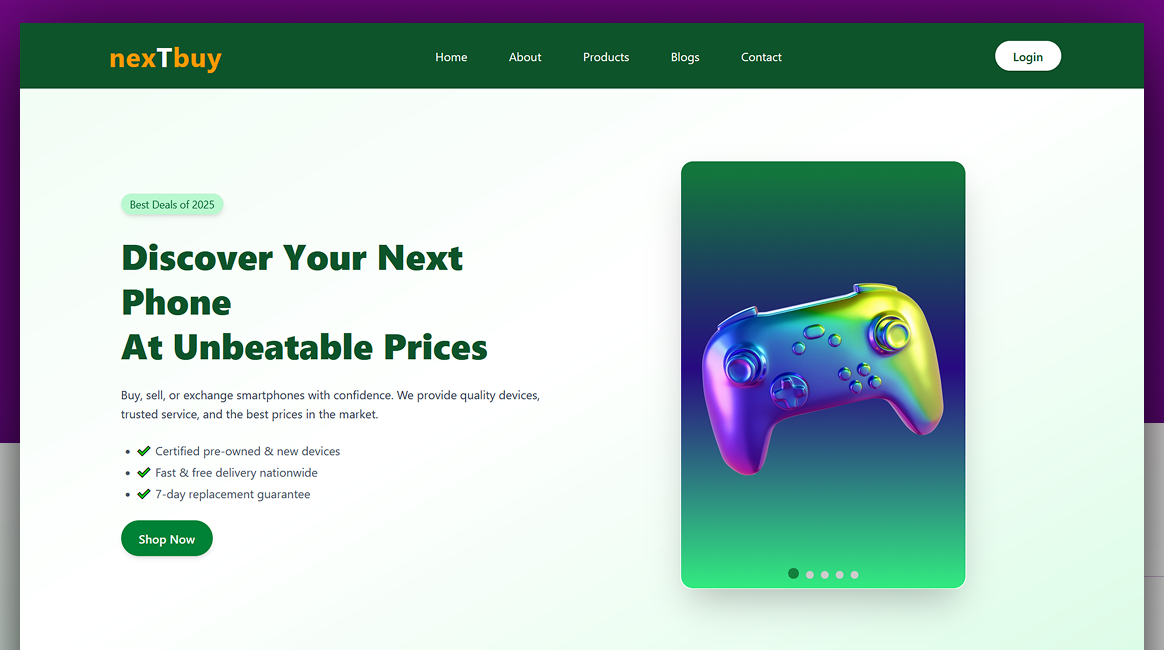 nexTbuy
Home
About
Products
Blogs
Contact
Login
Best Deals of 2025
Discover Your Next
Phone
At Unbeatable Prices
Buy, sell, or exchange smartphones with confidence. We provide quality devices,
trusted service, and the best prices in the market.
Certified pre-owned & new devices
Fast & free delivery nationwide
7-day replacement guarantee
Shop Now